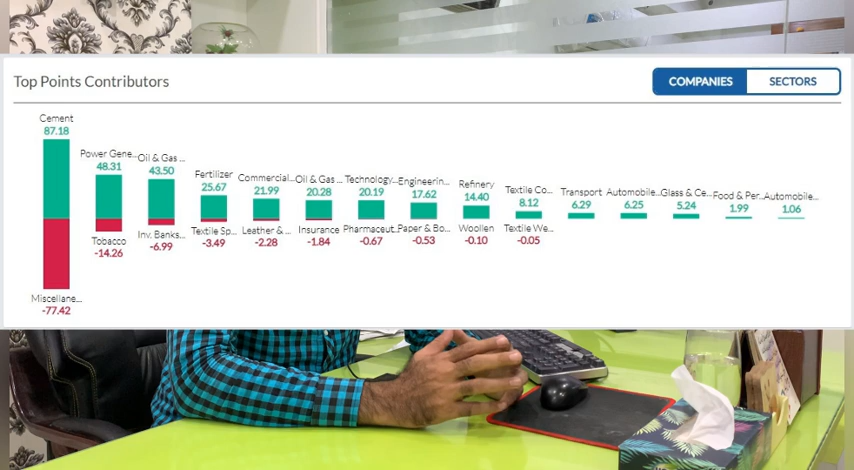 Top Points Contributors
COMPANIES SECTORS
Cement
87.18
Power Gene...
48.31
Oil & Gas ...
43.50
Fertilizer
25.67
Commercial...
21.99
Oil & Gas ...
20.28
Technology...
20.19
Engineerin...
17.62
Refinery
14.40
Textile Co...
8.12
Transport
6.29
Automobile...
6.25
Glass & Ce...
5.24
Food & Per...
1.99
Automobile...
1.06
Miscellane...
-77.42
Tobacco
-14.26
Inv. Banks...
-6.99
Textile Sp...
-3.49
Leather & ...
-2.28
Insurance
-1.84
Pharmaceut...
-0.67
Paper & Bo...
-0.53
Woollen
-0.10
Textile We...
-0.05